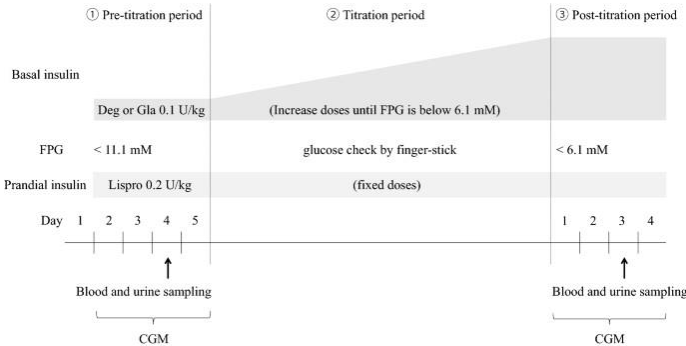 ① Pre-titration period ② Titration period ③ Post-titration period
Basal insulin
Deg or Gla 0.1 U/kg (Increase doses until FPG is below 6.1 mM)
FPG < 11.1 mM glucose check by finger-stick < 6.1 mM
Prandial insulin Lispro 0.2 U/kg (fixed doses)
Day 1 2 3 4 5 1 2 3 4
Blood and urine sampling Blood and urine sampling
CGM CGM